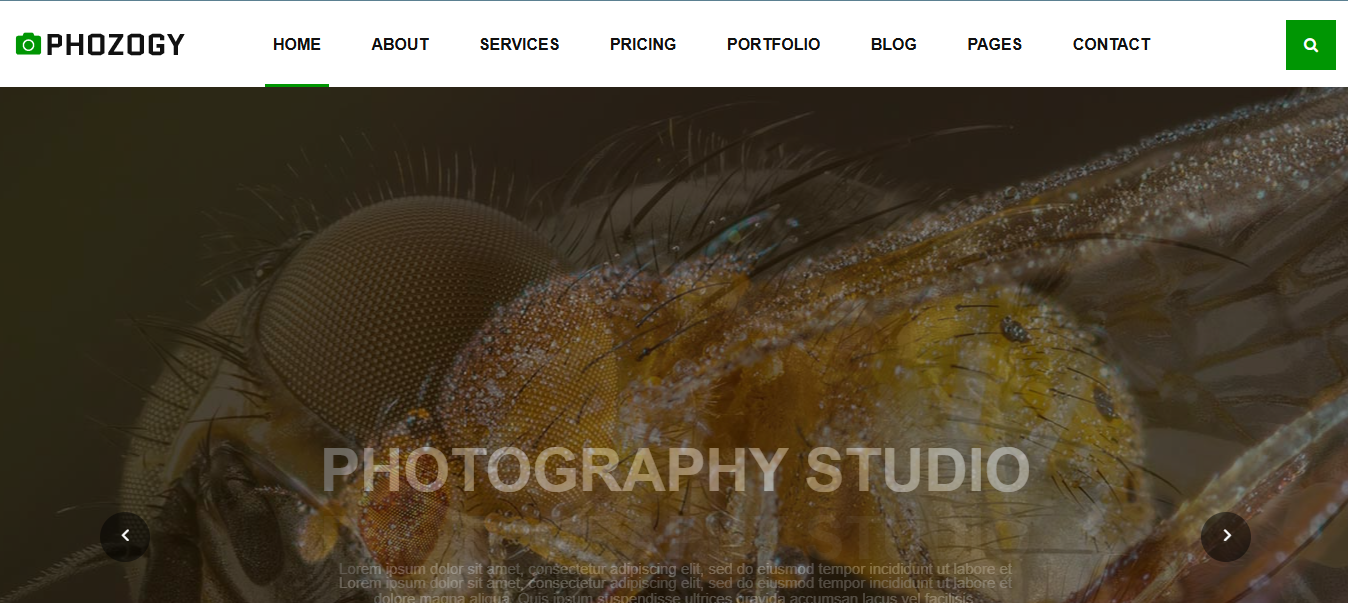 PHOZOGY
HOME ABOUT SERVICES PRICING PORTFOLIO BLOG PAGES CONTACT
PHOTOGRAPHY STUDIO
STUDIO
Lorem ipsum dolor sit amet, consectetur adipiscing elit, sed do eiusmod tempor incididunt ut labore et
Lorem ipsum dolor sit amet, consectetur adipiscing elit, sed do eiusmod tempor incididunt ut labore et
dolore magna aliqua. Quis ipsum suspendisse ultrices gravida accumsan lacus vel facilisis.